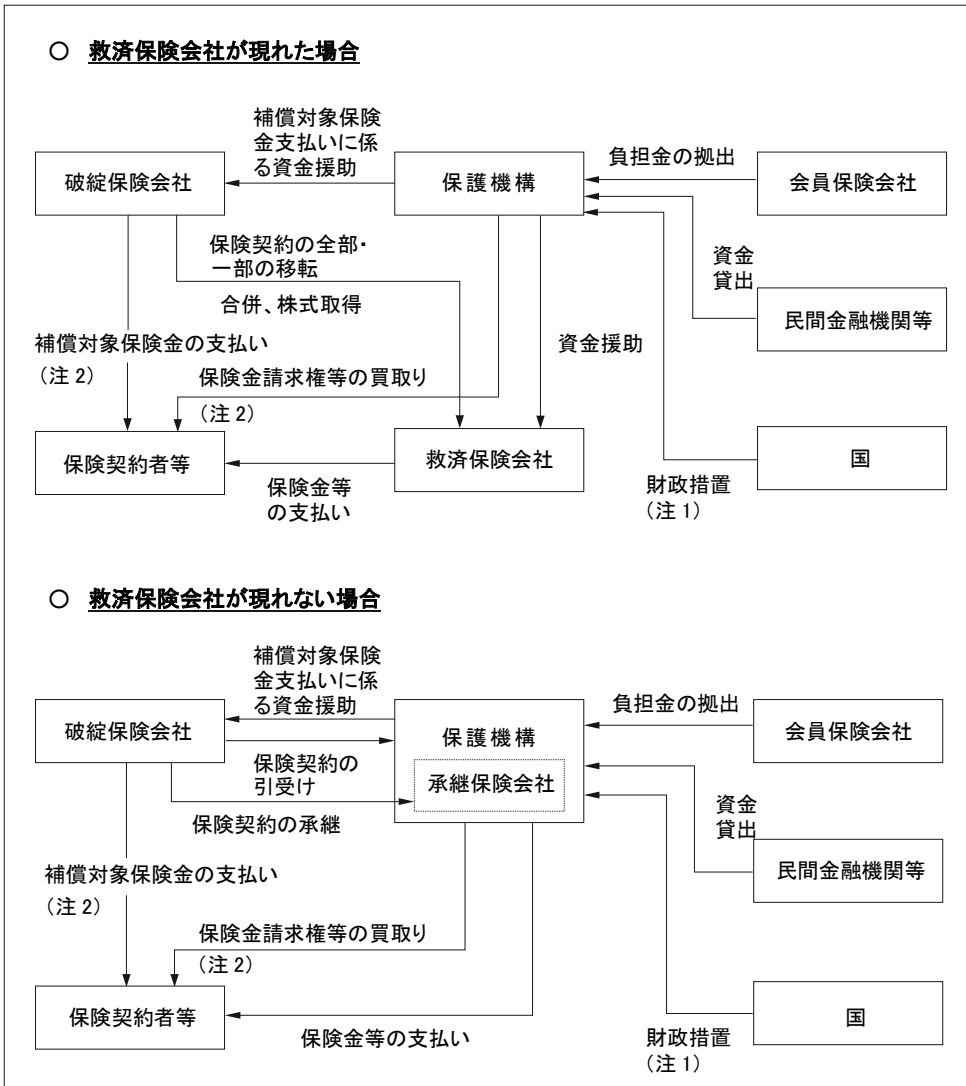 ○ 救済保険会社が現れた場合
補償対象保険
金支払いに係
る資金援助
負担金の拠出
破綻保険会社
保護機構
会員保険会社
保険契約の全部・
一部の移転
合併、株式取得
資金
貸出
民間金融機関等
補償対象保険金の支払い
（注 2）
資金援助
保険金請求権等の買取り
（注 2）
保険契約者等
救済保険会社
国
保険金等
の支払い
財政措置
（注 1）
○ 救済保険会社が現れない場合
補償対象保険
金支払いに係
る資金援助
負担金の拠出
破綻保険会社
保護機構
会員保険会社
保険契約の
引受け
承継保険会社
保険契約の承継
資金
貸出
補償対象保険金の支払い
（注 2）
民間金融機関等
保険金請求権等の買取り
（注 2）
保険契約者等
国
保険金等の支払い
財政措置
（注 1）